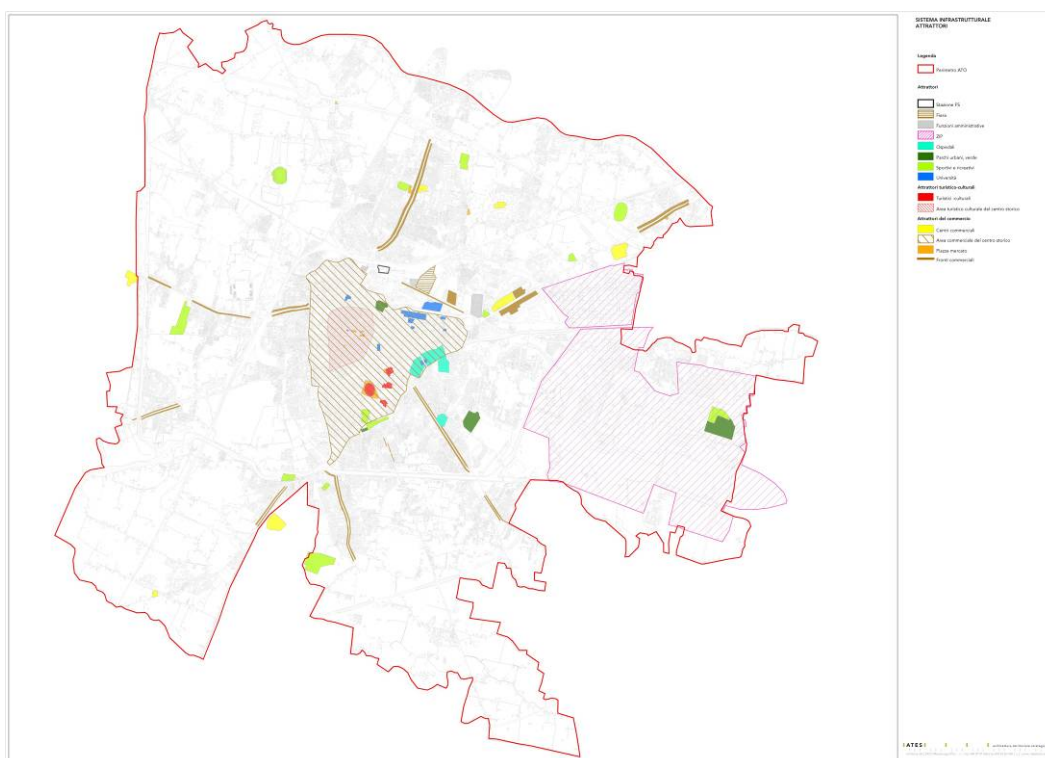 SISTEMA INFRASTRUTTURALE
ATTRATTORI
Legenda
Perimetro ATO
Attrattori
Stazione FS
Fiera
Funzioni amministrative
ZIP
Ospedali
Parchi urbani, verde
Sportivi e ricreativi
Università
Attrattori turistico-culturali
Turistici culturali
Area turistico culturale del centro storico
Attrattori del commercio
Centri commerciali
Area commerciale del centro storico
Piazze mercato
Fronti commerciali
ATES